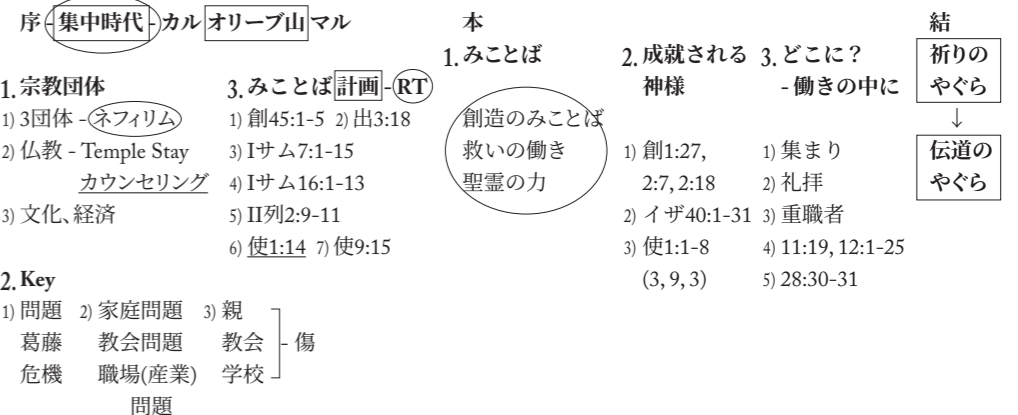 序-集中時代-カルオリーブ山マル
1. 宗教団体
1) 3団体 - ネフィリム
2) 仏教 - Temple Stay
カウンセリング
3) 文化、経済
2. Key
1) 問題 2) 家庭問題 3) 親
葛藤 教会問題 教会 - 傷
危機 職場(産業) 学校
問題
3. みことば計画-RT
1) 創45:1-5 2) 出3:18
3) Iサム7:1-15
4) Iサム16:1-13
5) II列2:9-11
6) 使1:14 7) 使9:15
本
1. みことば
創造のみことば
救いの働き
聖霊の力
2. 成就される
神様
1) 創1:27,
2:7, 2:18
2) イザ40:1-31
3) 使1:1-8
(3, 9, 3)
3. どこに?
- 働きの中に
1) 集まり
2) 礼拝
3) 重職者
4) 11:19, 12:1-25
5) 28:30-31
結
祈りの
やぐら
↓
伝道の
やぐら